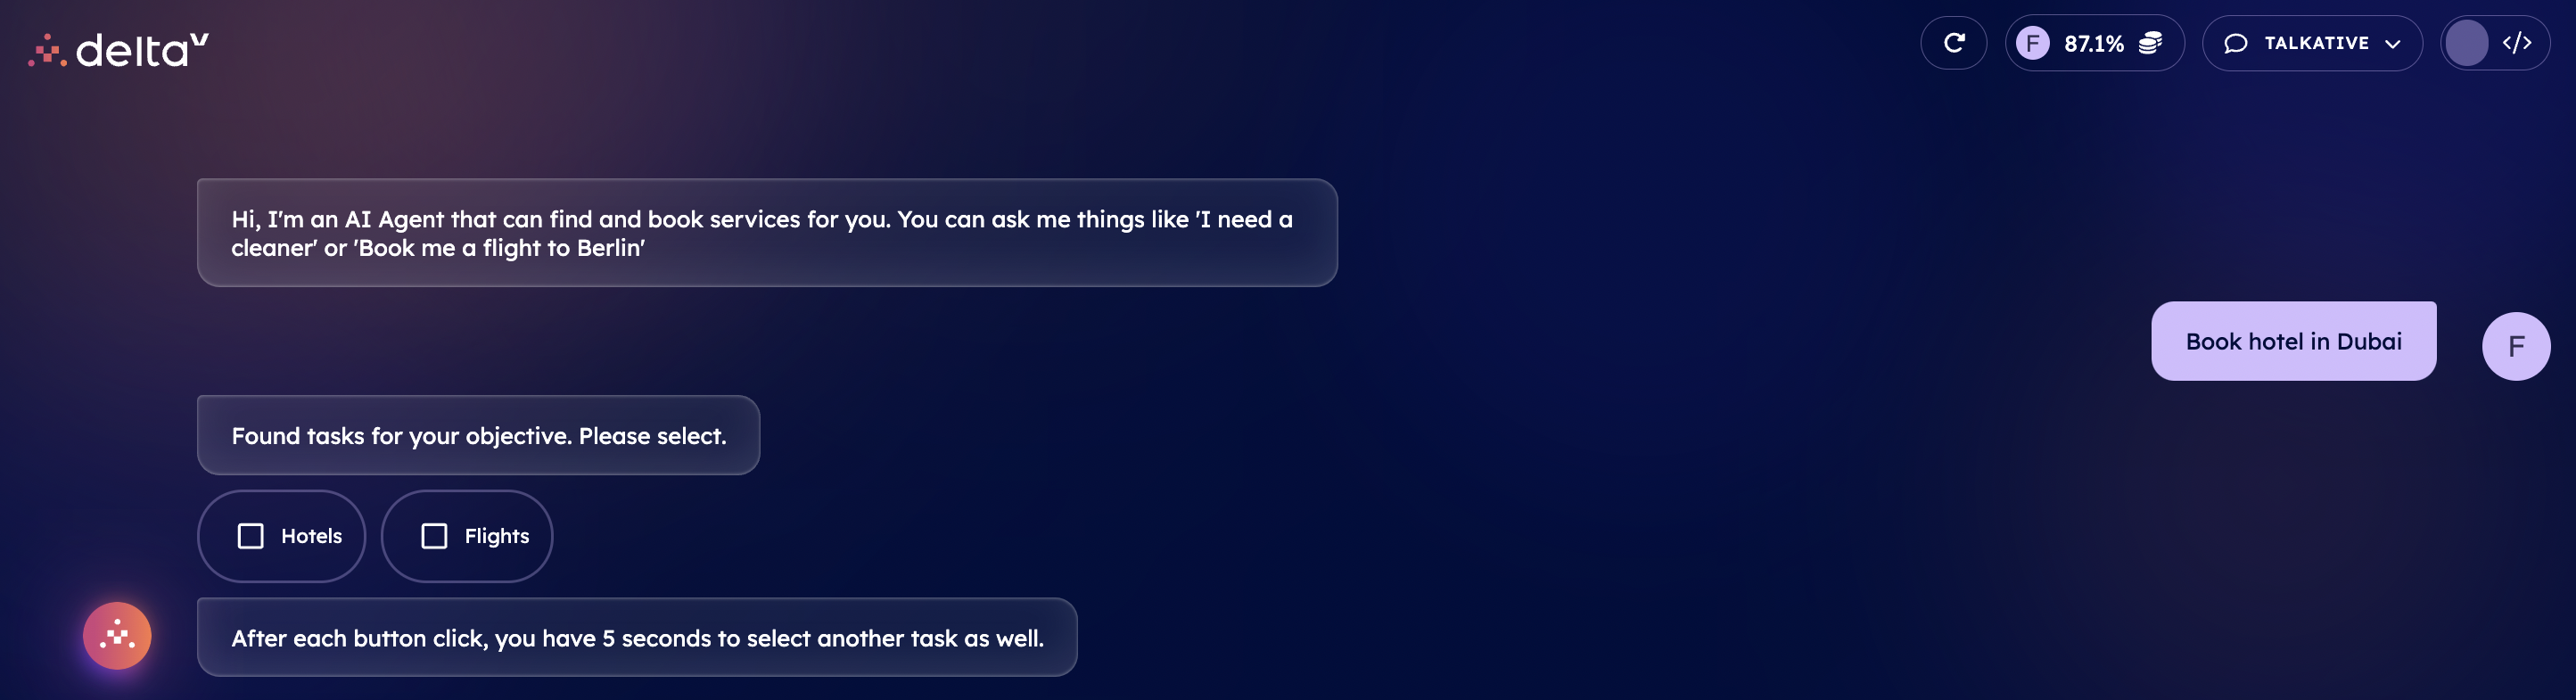 delta v
F 87.1% TALKATIVE </>
Hi, I'm an AI Agent that can find and book services for you. You can ask me things like 'I need a
cleaner' or 'Book me a flight to Berlin'
Book hotel in Dubai
F
Found tasks for your objective. Please select.
Hotels Flights
After each button click, you have 5 seconds to select another task as well.